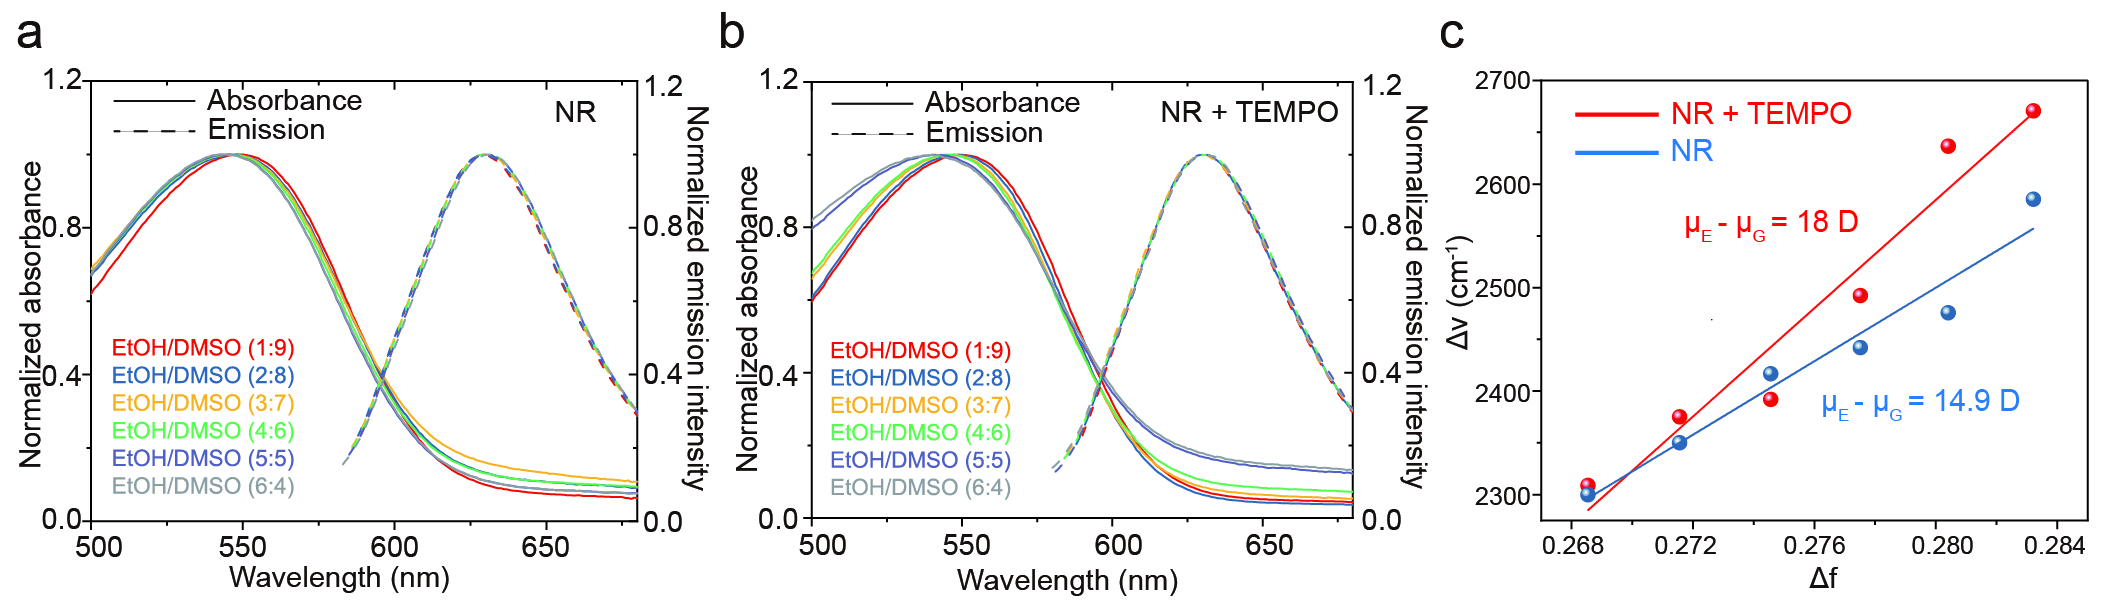 a
1.2
0.8
0.4
0.0
Normalized absorbance
Absorbance
Emission
NR
EtOH/DMSO (1:9)
EtOH/DMSO (2:8)
EtOH/DMSO (3:7)
EtOH/DMSO (4:6)
EtOH/DMSO (5:5)
EtOH/DMSO (6:4)
1.2
0.8
0.4
0.0
Normalized emission intensity
500 550 600 650
Wavelength (nm)
b
1.2
0.8
0.4
0.0
Normalized absorbance
Absorbance
Emission
NR + TEMPO
EtOH/DMSO (1:9)
EtOH/DMSO (2:8)
EtOH/DMSO (3:7)
EtOH/DMSO (4:6)
EtOH/DMSO (5:5)
EtOH/DMSO (6:4)
1.2
0.8
0.4
0.0
Normalized emission intensity
500 550 600 650
Wavelength (nm)
c
2700
2600
2500
2400
2300
Δv (cm⁻¹)
NR + TEMPO
NR
μE - μG = 18 D
μE - μG = 14.9 D
0.268 0.272 0.276 0.280 0.284
Δf